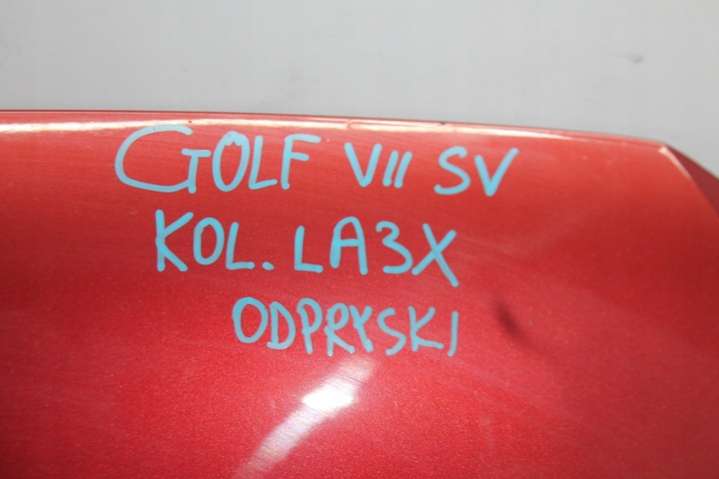 GOLF VII SV
KOL. LA3X
ODPRYSKI